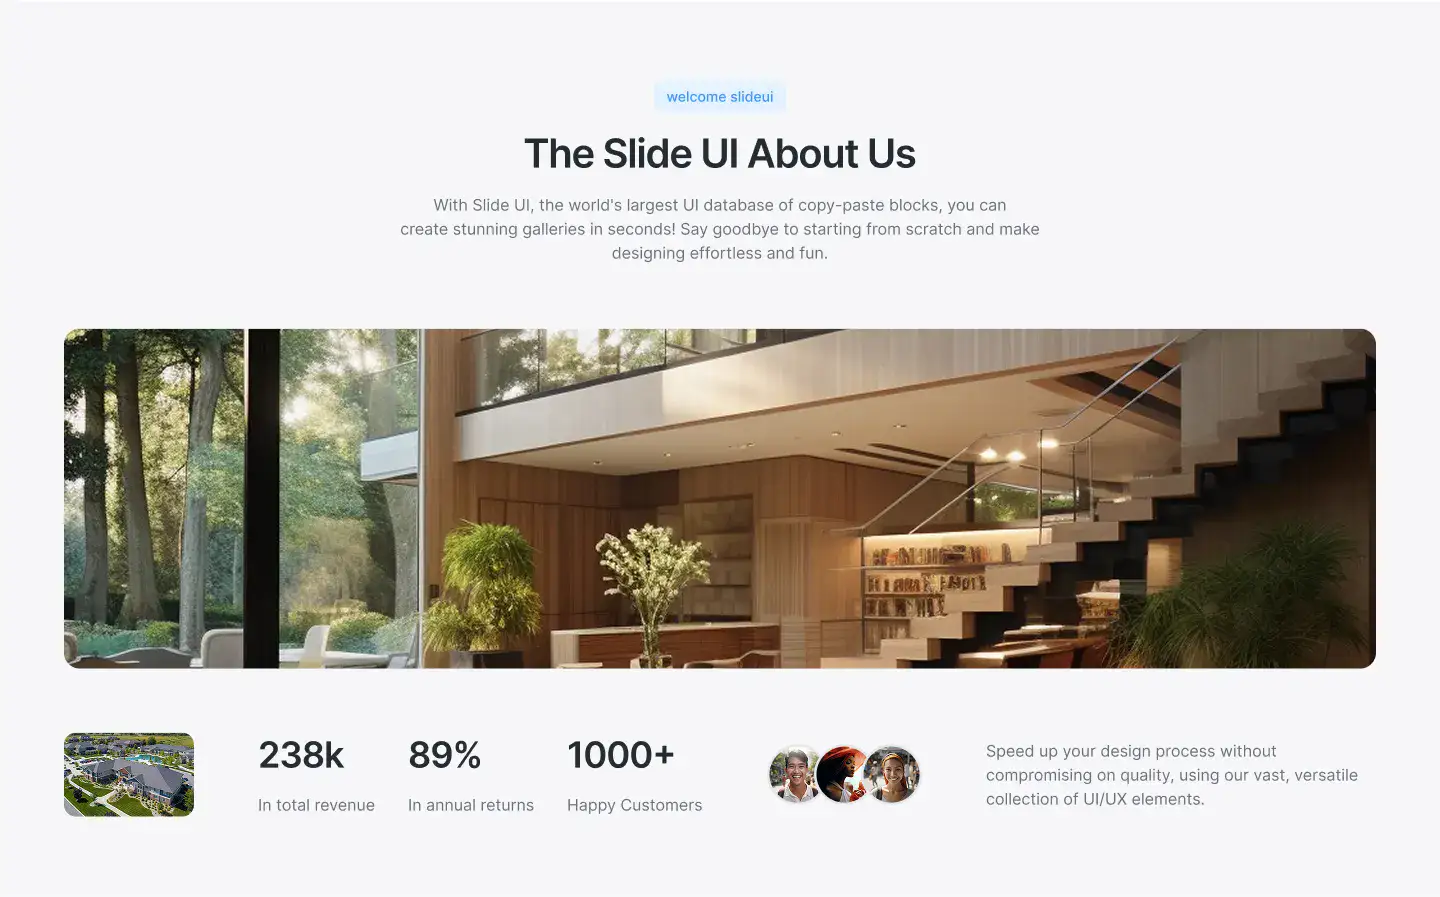 welcome slideui
The Slide UI About Us
With Slide UI, the world's largest UI database of copy-paste blocks, you can
create stunning galleries in seconds! Say goodbye to starting from scratch and make
designing effortless and fun.
238k
In total revenue
89%
In annual returns
1000+
Happy Customers
Speed up your design process without
compromising on quality, using our vast, versatile
collection of UI/UX elements.